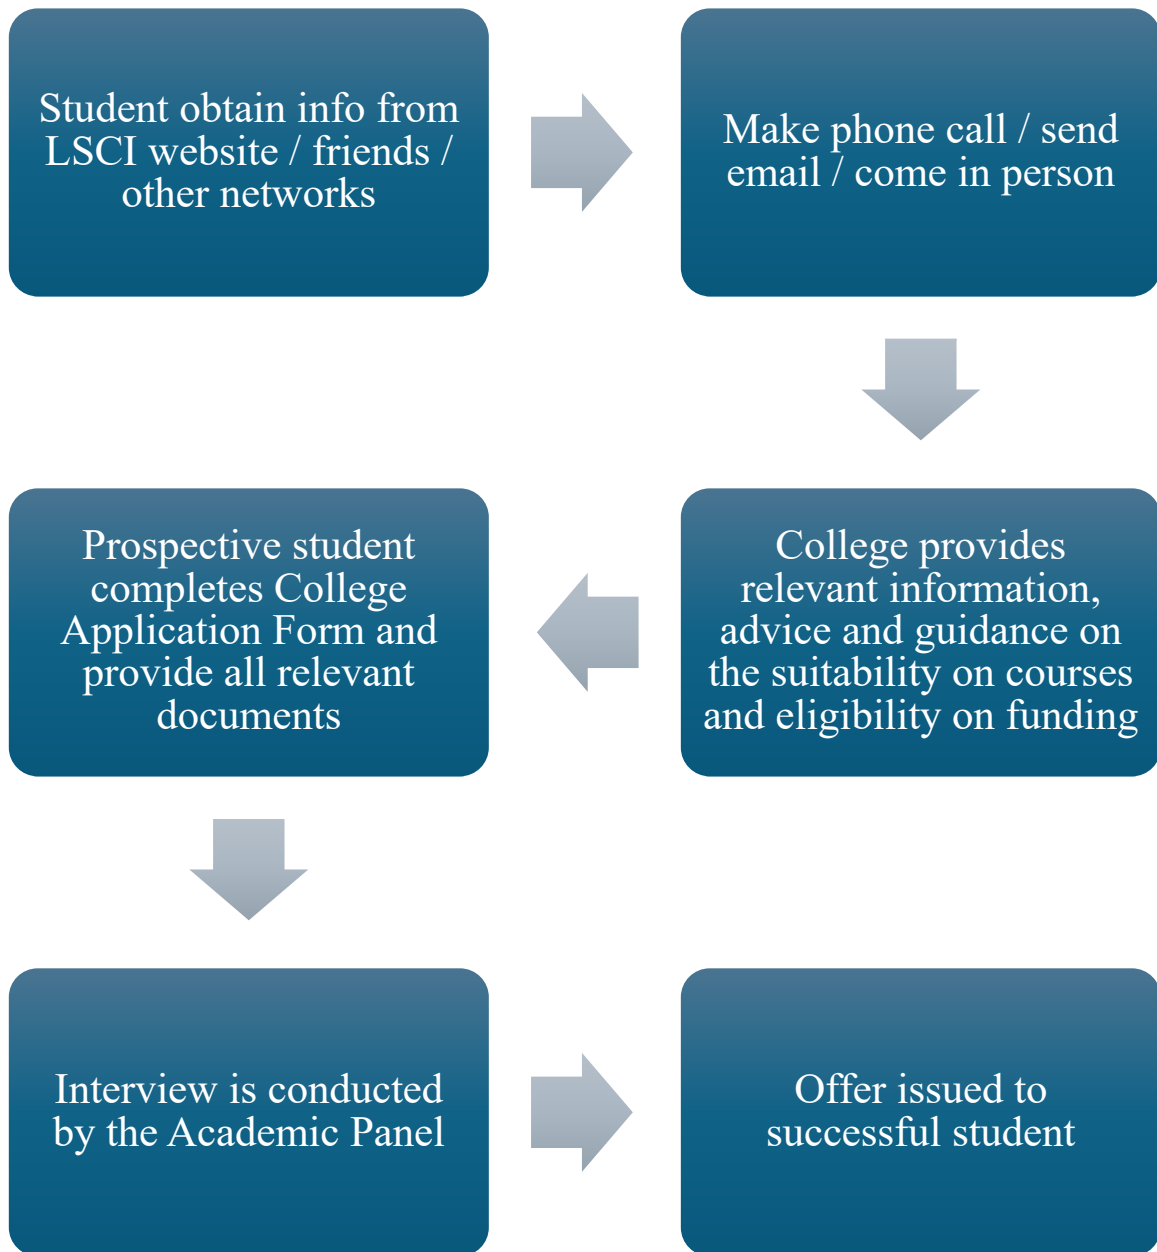 Student obtain info from
LSCI website / friends /
other networks
Make phone call / send
email / come in person
College provides
relevant information,
advice and guidance on
the suitability on courses
and eligibility on funding
Prospective student
completes College
Application Form and
provide all relevant
documents
Interview is conducted
by the Academic Panel
Offer issued to
successful student